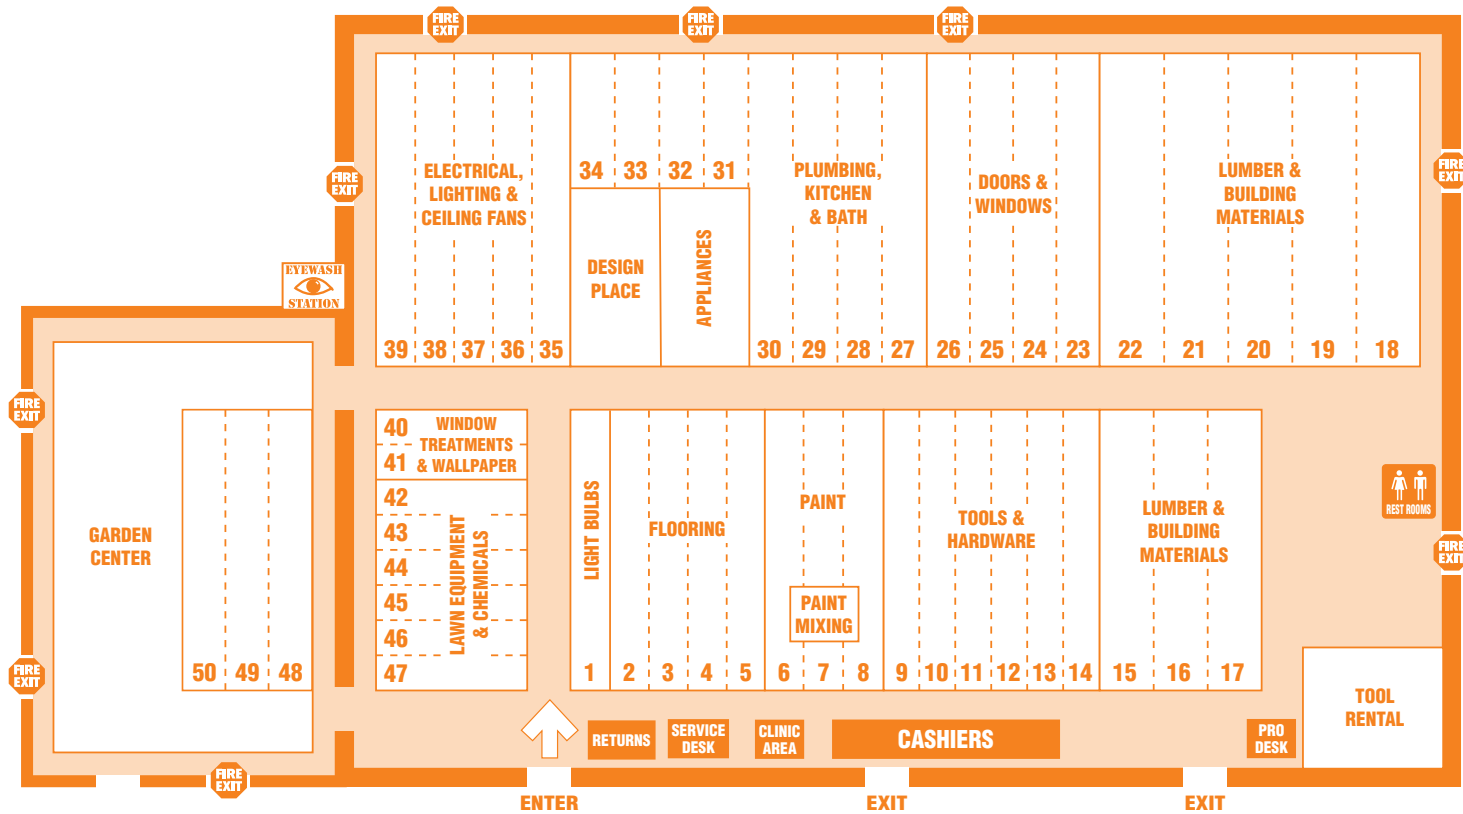 FIRE
EXIT
FIRE
EXIT
FIRE
EXIT
FIRE
EXIT
FIRE
EXIT
ELECTRICAL,
LIGHTING &
CEILING FANS
34 33 32 31
PLUMBING,
KITCHEN
& BATH
DOORS &
WINDOWS
LUMBER &
BUILDING
MATERIALS
DESIGN
PLACE
APPLIANCES
EYEWASH
STATION
39 38 37 36 35 30 29 28 27 26 25 24 23 22 21 20 19 18
FIRE
EXIT
FIRE
EXIT
GARDEN
CENTER
50 49 48
40
41
WINDOW
TREATMENTS
& WALLPAPER
42
43
44
45
46
47
LAWN EQUIPMENT
& CHEMICALS
LIGHT BULBS
FLOORING
PAINT
PAINT
MIXING
TOOLS &
HARDWARE
LUMBER &
BUILDING
MATERIALS
1 2 3 4 5 6 7 8 9 10 11 12 13 14 15 16 17
REST ROOMS
FIRE
EXIT
TOOL
RENTAL
RETURNS
SERVICE
DESK
CLINIC
AREA
CASHIERS
PRO
DESK
FIRE
EXIT
ENTER
EXIT
EXIT